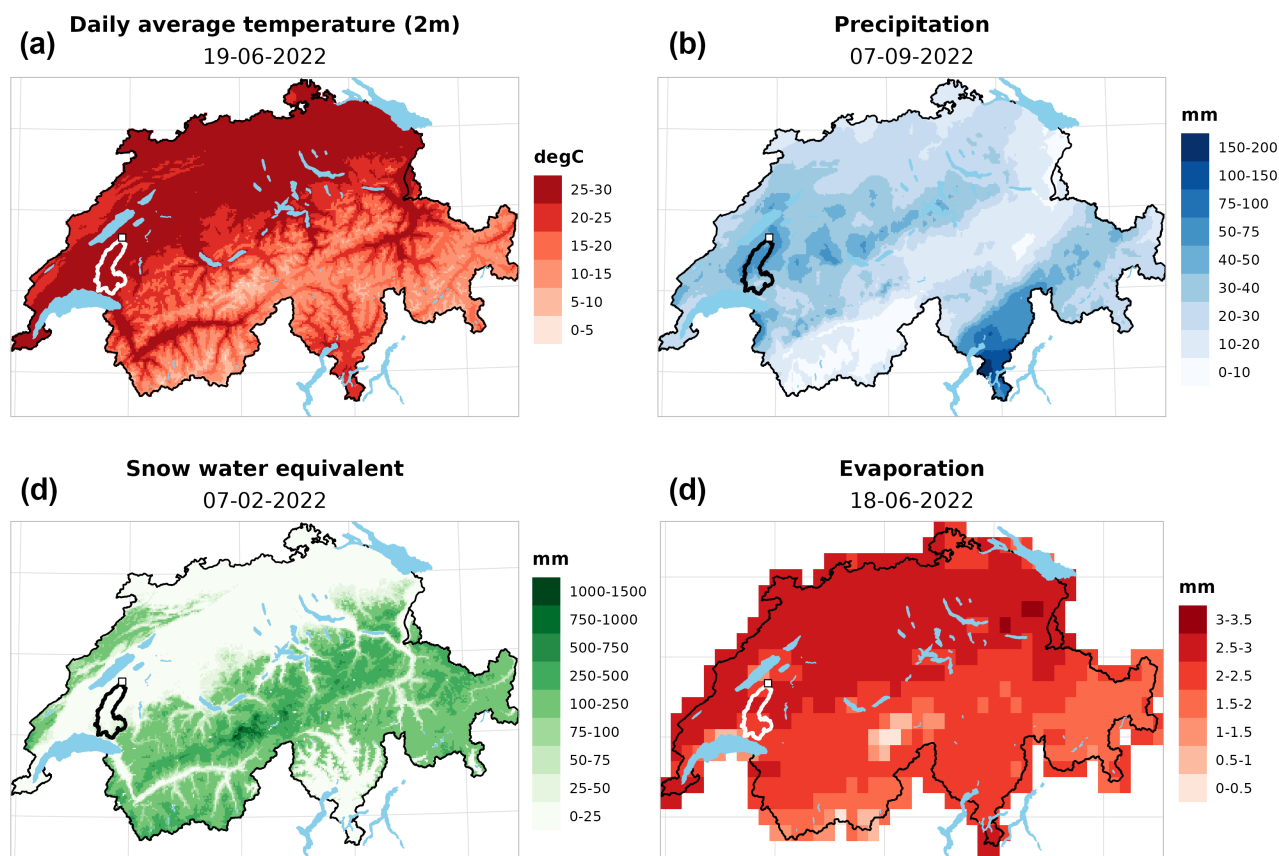 (a)
Daily average temperature (2m)
19-06-2022
degC
25-30
20-25
15-20
10-15
5-10
0-5
(b)
Precipitation
07-09-2022
mm
150-200
100-150
75-100
50-75
40-50
30-40
20-30
10-20
0-10
(d)
Snow water equivalent
07-02-2022
mm
1000-1500
750-1000
500-750
250-500
100-250
75-100
50-75
25-50
0-25
(d)
Evaporation
18-06-2022
mm
3-3.5
2.5-3
2-2.5
1.5-2
1-1.5
0.5-1
0-0.5